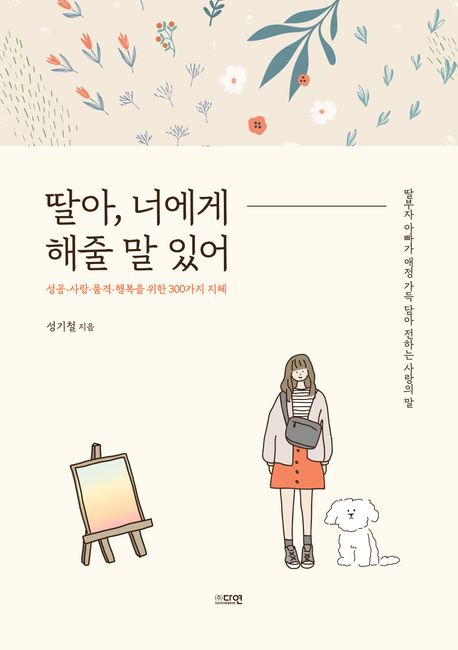 딸아, 너에게
해줄 말 있어
성공·사랑·품격·행복을 위한 300가지 지혜
성기철 지음
딸부자 아빠가 애정 가득 담아 전하는 사랑의 말
㈜다연